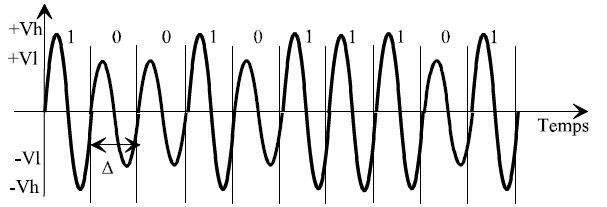 +Vh 1 0 0 1 0 1 1 1 0 1
+Vl
Temps
-Vl
Δ
-Vh